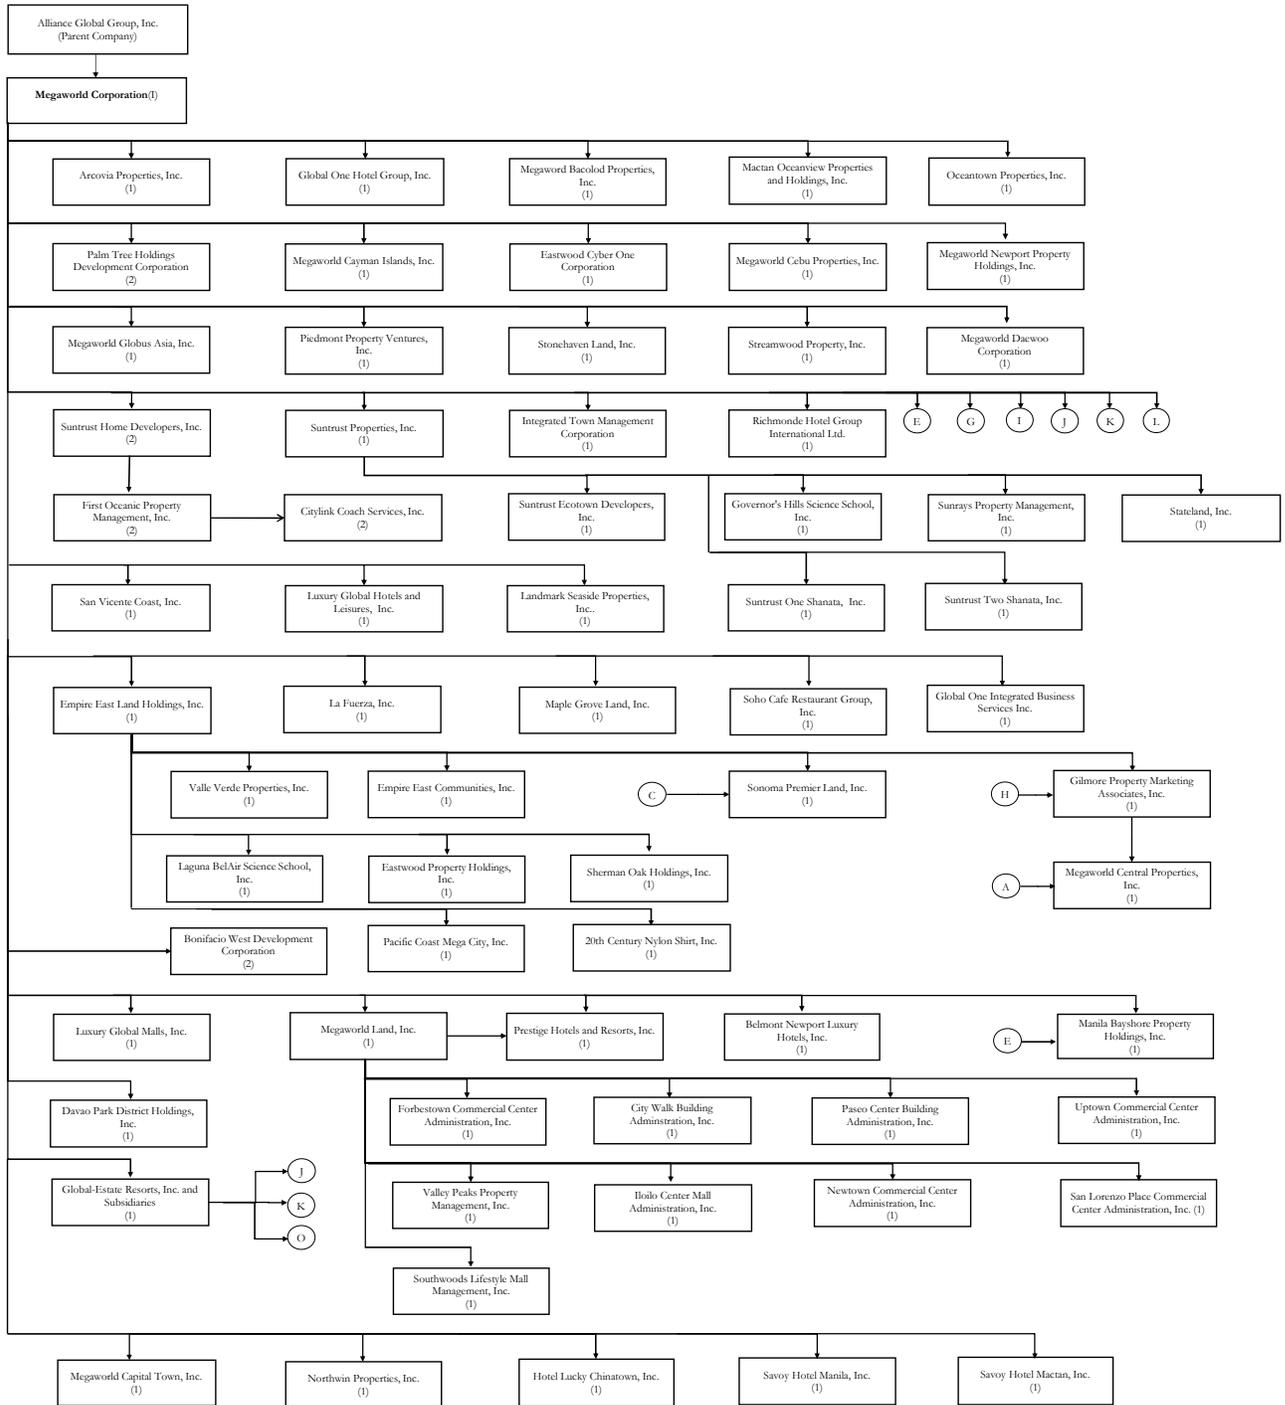 Alliance Global Group, Inc.
(Parent Company)
Megaworld Corporation(1)
Arcovia Properties, Inc.
(1)
Global One Hotel Group, Inc.
(1)
Megaword Bacolod Properties,
Inc.
(1)
Mactan Oceanview Properties
and Holdings, Inc.
(1)
Oceantown Properties, Inc.
(1)
Palm Tree Holdings
Development Corporation
(2)
Megaworld Cayman Islands, Inc.
(1)
Eastwood Cyber One
Corporation
(1)
Megaworld Cebu Properties, Inc.
(1)
Megaworld Newport Property
Holdings, Inc.
(1)
Megaworld Globus Asia, Inc.
(1)
Piedmont Property Ventures,
Inc.
(1)
Stonehaven Land, Inc.
(1)
Streamwood Property, Inc.
(1)
Megaworld Daewoo
Corporation
(1)
Suntrust Home Developers, Inc.
(2)
Suntrust Properties, Inc.
(1)
Integrated Town Management
Corporation
(1)
Richmonde Hotel Group
International Ltd.
(1)
E
G
I
J
K
L
First Oceanic Property
Management, Inc.
(2)
Citylink Coach Services, Inc.
(2)
Suntrust Ecotown Developers,
Inc.
(1)
Governor's Hills Science School,
Inc.
(1)
Sunrays Property Management,
Inc.
(1)
Stateland, Inc.
(1)
San Vicente Coast, Inc.
(1)
Luxury Global Hotels and
Leisures, Inc.
(1)
Landmark Seaside Properties,
Inc..
(1)
Suntrust One Shanata, Inc.
(1)
Suntrust Two Shanata, Inc.
(1)
Empire East Land Holdings, Inc.
(1)
La Fuerza, Inc.
(1)
Maple Grove Land, Inc.
(1)
Soho Cafe Restaurant Group,
Inc.
(1)
Global One Integrated Business
Services Inc.
(1)
Valle Verde Properties, Inc.
(1)
Empire East Communities, Inc.
(1)
C
Sonoma Premier Land, Inc.
(1)
H
Gilmore Property Marketing
Associates, Inc.
(1)
Laguna BelAir Science School,
Inc.
(1)
Eastwood Property Holdings,
Inc.
(1)
Sherman Oak Holdings, Inc.
(1)
A
Megaworld Central Properties,
Inc.
(1)
Bonifacio West Development
Corporation
(2)
Pacific Coast Mega City, Inc.
(1)
20th Century Nylon Shirt, Inc.
(1)
Luxury Global Malls, Inc.
(1)
Megaworld Land, Inc.
(1)
Prestige Hotels and Resorts, Inc.
(1)
Belmont Newport Luxury
Hotels, Inc.
(1)
E
Manila Bayshore Property
Holdings, Inc.
(1)
Davao Park District Holdings,
Inc.
(1)
Forbestown Commercial Center
Administration, Inc.
(1)
City Walk Building
Adminstration, Inc.
(1)
Paseo Center Building
Administration, Inc.
(1)
Uptown Commercial Center
Administration, Inc.
(1)
Global-Estate Resorts, Inc. and
Subsidiaries
(1)
J
K
O
Valley Peaks Property
Management, Inc.
(1)
Iloilo Center Mall
Administration, Inc.
(1)
Newtown Commercial Center
Administration, Inc.
(1)
San Lorenzo Place Commercial
Center Administration, Inc. (1)
Southwoods Lifestyle Mall
Management, Inc.
(1)
Megaworld Capital Town, Inc.
(1)
Northwin Properties, Inc.
(1)
Hotel Lucky Chinatown, Inc.
(1)
Savoy Hotel Manila, Inc.
(1)
Savoy Hotel Mactan, Inc.
(1)